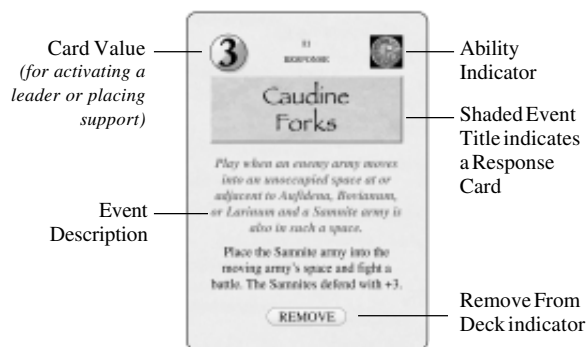 Card Value
(for activating a
leader or placing
support)
Event
Description
3
RESPONSE
Caudine
Forks
Play when an enemy army moves
into an unoccupied space at or
adjacent to Aufidena, Bovianum,
or Larinum and a Samnite army is
also in such a space.
Place the Samnite army into the
moving army's space and fight a
battle. The Samnites defend with +3.
REMOVE
Ability
Indicator
Shaded Event
Title indicates
a Response
Card
Remove From
Deck indicator